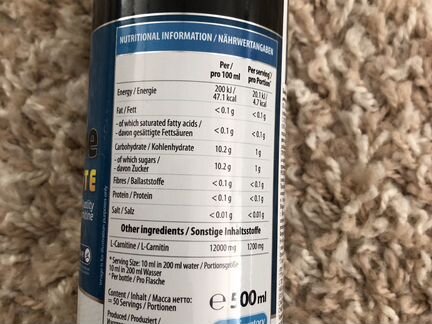 NUTRITIONAL INFORMATION / NÄHRWERTANGABEN
Per / pro 100 ml
Per serving / pro Portion*
Energy / Energie 200 kJ / 47.1 kcal 20.1 kJ / 4.7 kcal
Fat / Fett < 0.1 g < 0.1 g
- of which saturated fatty acids /
- davon gesättigte Fettsäuren < 0.1 g < 0.1 g
Carbohydrate / Kohlenhydrate 10.2 g 1 g
- of which sugars /
- davon Zucker 10.2 g 1 g
Fibres / Ballaststoffe < 0.1 g < 0.1 g
Protein / Protein < 0.1 g < 0.1 g
Salt / Salz < 0.01 g < 0.01 g
Other ingredients / Sonstige Inhaltsstoffe
L-Carnitine / L-Carnitin 12000 mg 1200 mg
* Serving Size: 10 ml in 200 ml water / Portionsgröße
10 ml in 200 ml Wasser
* Per bottle / Pro Flasche
Content / Inhalt / Масса нетто:
= 50 Servings / Portionen
℮ 500 ml
Produced / Produziert /